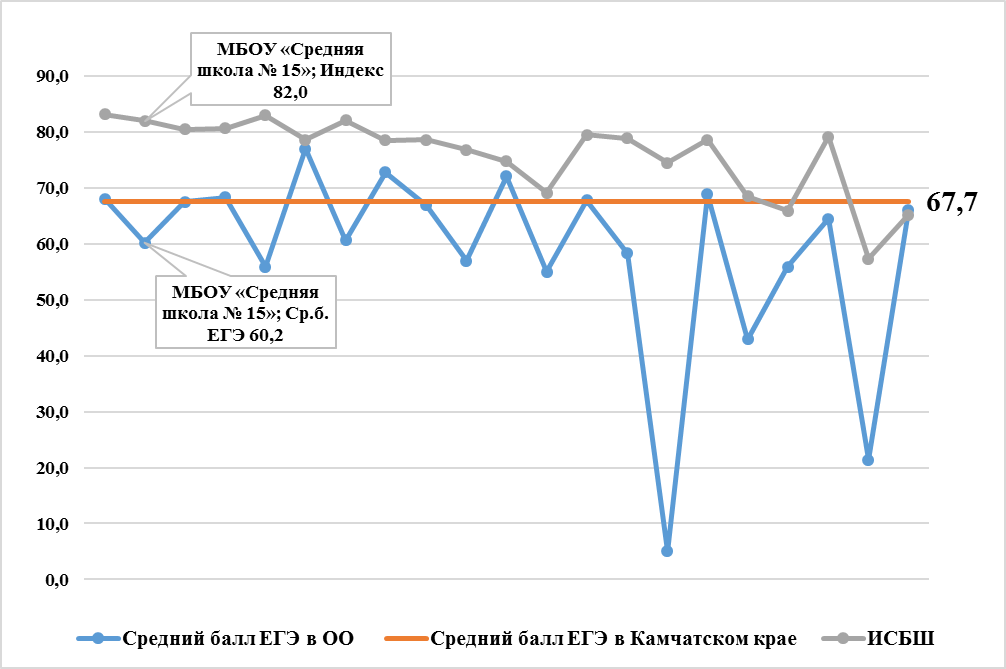 МБОУ «Средняя
школа № 15»; Индекс
82,0
90,0
80,0
70,0
67,7
60,0
МБОУ «Средняя
школа № 15»; Ср.б.
ЕГЭ 60,2
50,0
40,0
30,0
20,0
10,0
0,0
Средний балл ЕГЭ в ОО
Средний балл ЕГЭ в Камчатском крае
ИСБШ